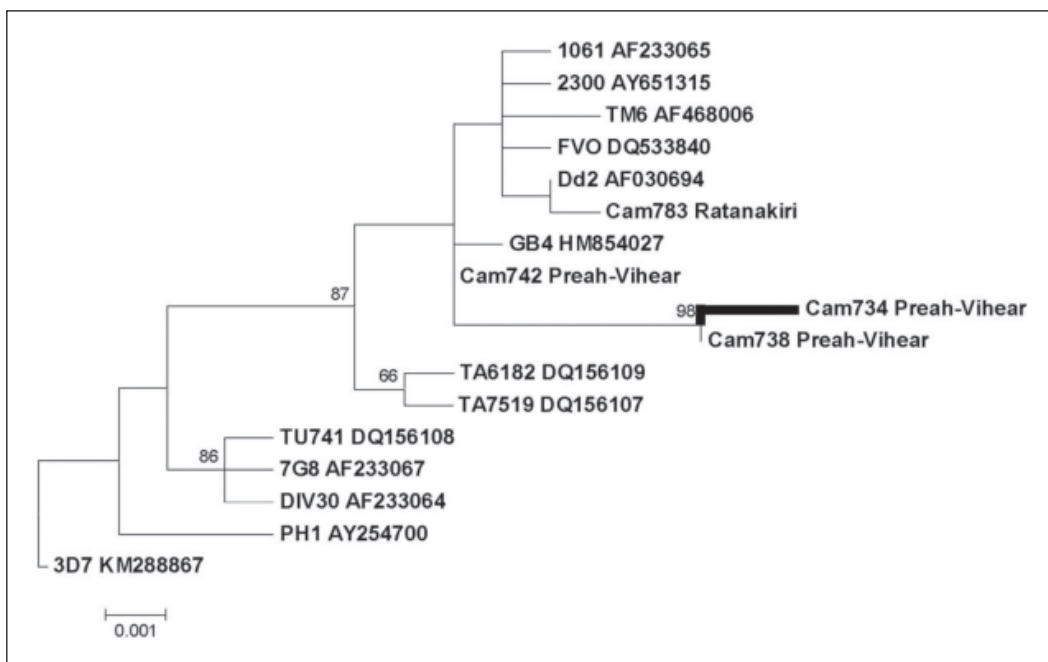 1061 AF233065
2300 AY651315
TM6 AF468006
FVO DQ533840
Dd2 AF030694
Cam783 Ratanakiri
GB4 HM854027
Cam742 Preah-Vihear
87
98 Cam734 Preah-Vihear
Cam738 Preah-Vihear
66 TA6182 DQ156109
TA7519 DQ156107
TU741 DQ156108
86 7G8 AF233067
DIV30 AF233064
PH1 AY254700
3D7 KM288867
0.001